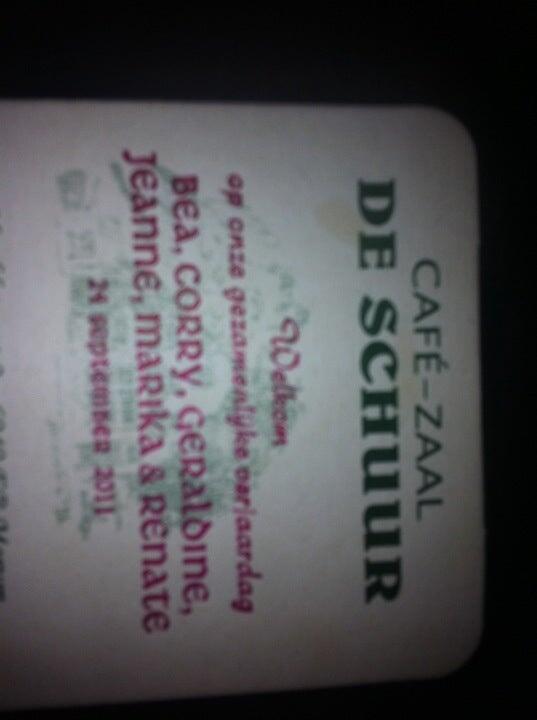 CAFÉ-ZAAL
DE SCHUUR
Welkom
op onze gezamenlijke verjaardag
BEA, CORRY, GERALDINE,
JEANNE, MARIKA & RENATE
24 september 2011